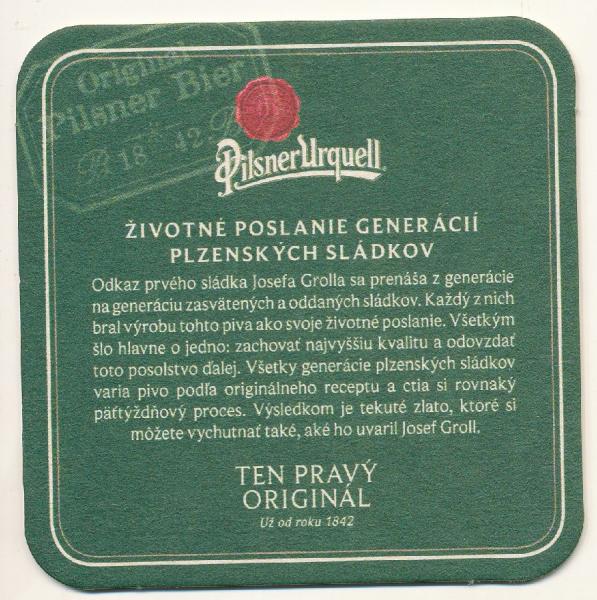 Original
Pilsner Bier
18 42
Pilsner Urquell
ŽIVOTNÉ POSLANIE GENERÁCIÍ
PLZENSKÝCH SLÁDKOV
Odkaz prvého sládka Josefa Grolla sa prenáša z generácie
na generáciu zasvätených a oddaných sládkov. Každý z nich
bral výrobu tohto piva ako svoje životné poslanie. Všetkým
šlo hlavne o jedno: zachovať najvyššiu kvalitu a odovzdať
toto posolstvo ďalej. Všetky generácie plzenských sládkov
varia pivo podľa originálneho receptu a ctia si rovnaký
päťtýždňový proces. Výsledkom je tekuté zlato, ktoré si
môžete vychutnať také, aké ho uvaril Josef Groll.
TEN PRAVÝ
ORIGINÁL
Už od roku 1842